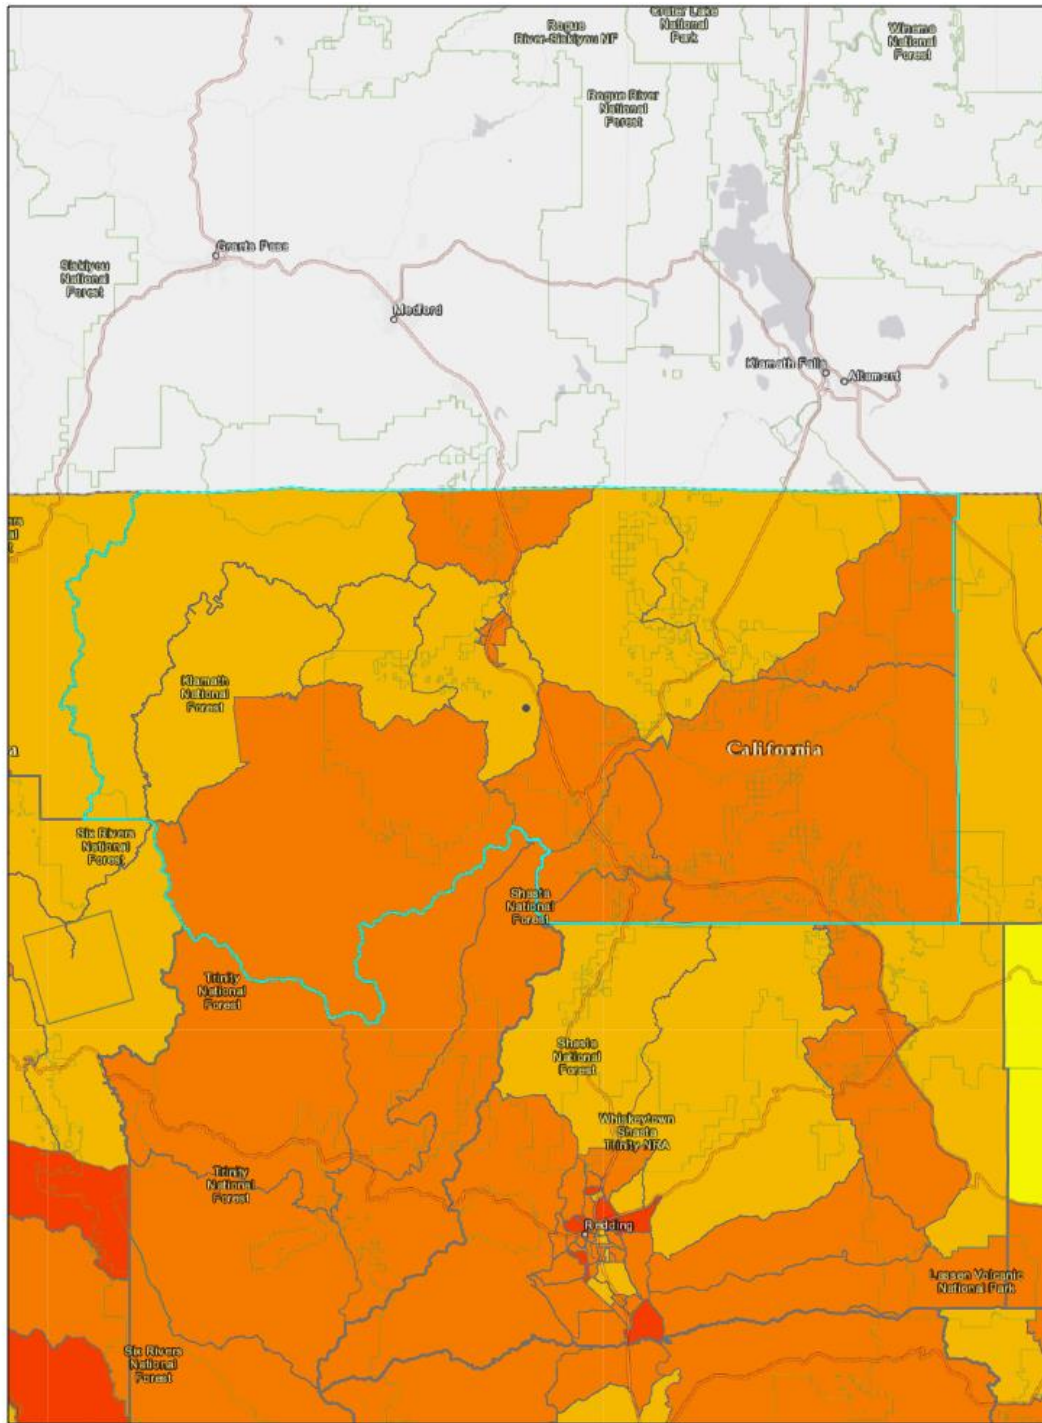 Rogue
River-Siskiyou NF
Crater Lake
National
Park
Winema
National
Forest
Rogue River
National
Forest
Grants Pass
Siskiyou
National
Forest
Medford
Klamath Falls
Altamont
Klamath
National
Forest
California
Six Rivers
National
Forest
Shasta
National
Forest
Trinity
National
Forest
Shasta
National
Forest
Whiskeytown
Shasta
Trinity NRA
Trinity
National
Forest
Redding
Lassen Volcanic
National Park
Six Rivers
National
Forest